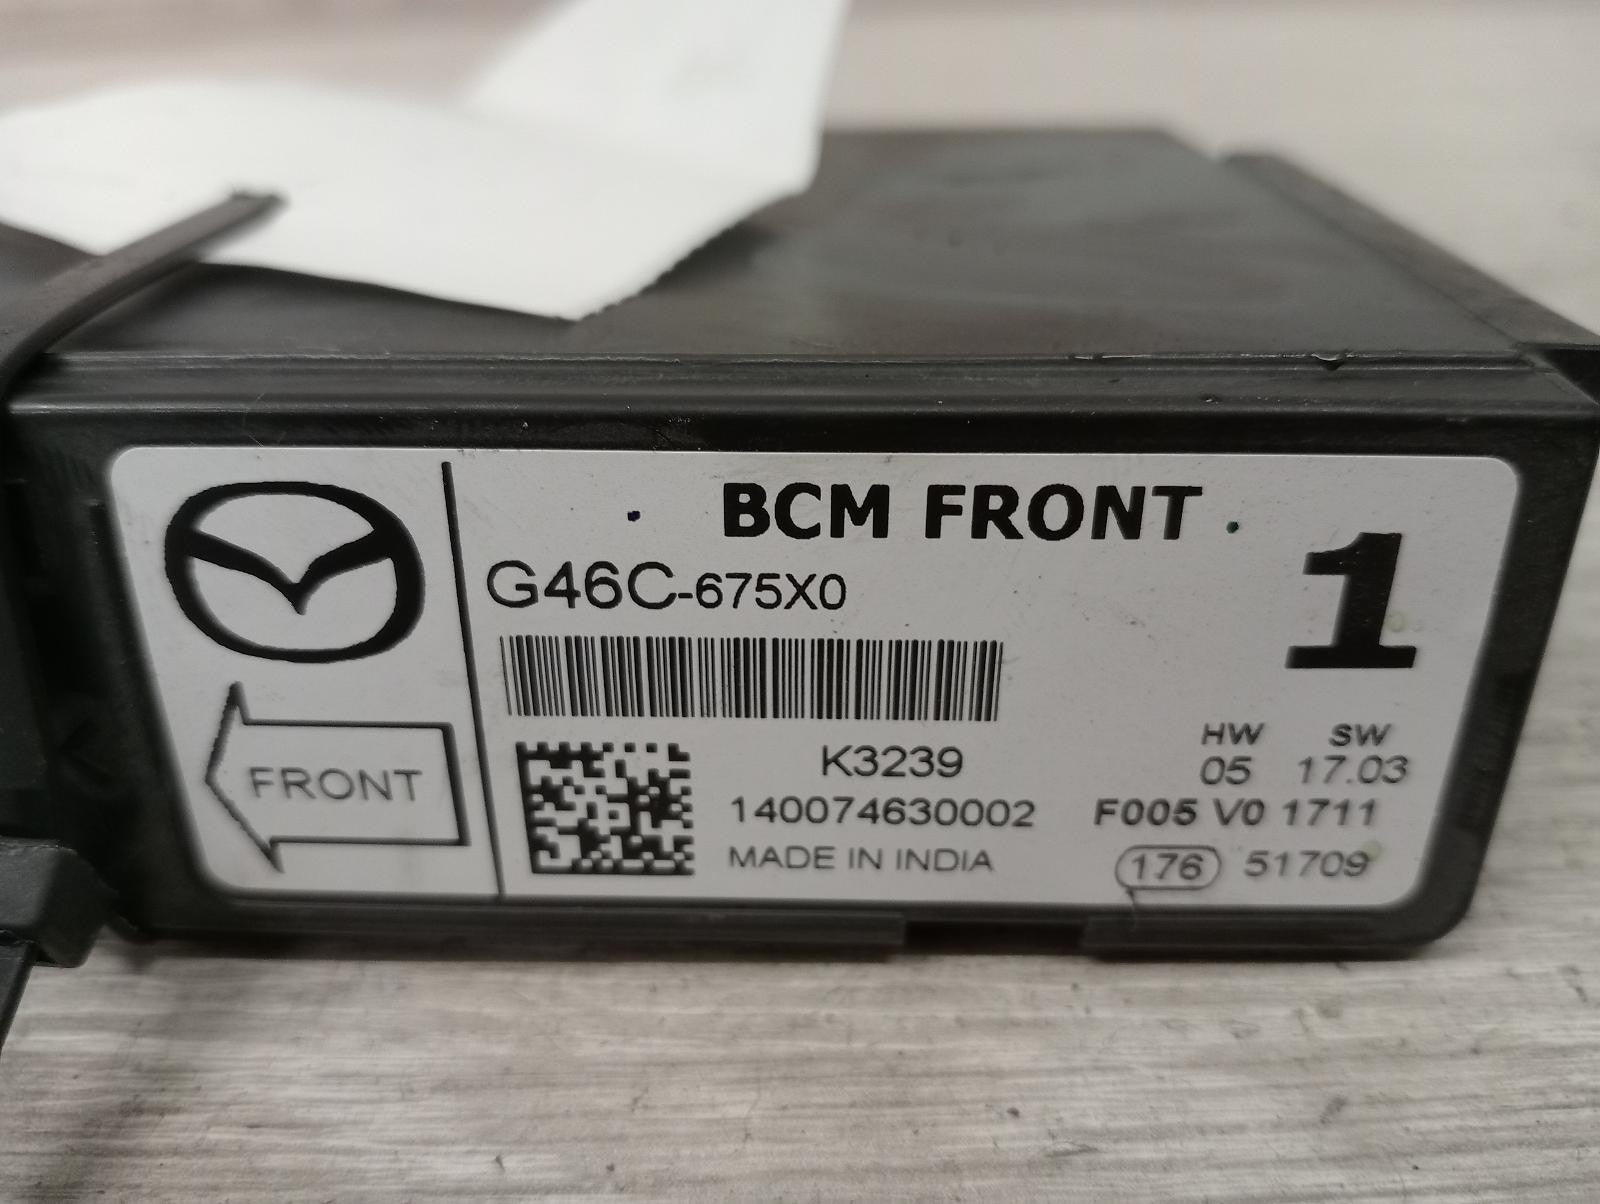 BCM FRONT
G46C-675X0
1
FRONT
K3239
140074630002
MADE IN INDIA
HW SW
05 17.03
F005 V0 1711
176 51709